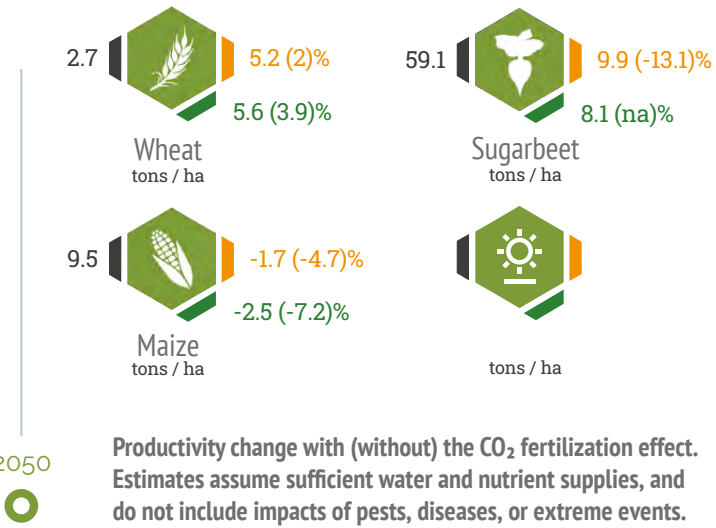 2.7
5.2 (2)%
5.6 (3.9)%
Wheat
tons / ha
59.1
9.9 (-13.1)%
8.1 (na)%
Sugarbeet
tons / ha
9.5
-1.7 (-4.7)%
-2.5 (-7.2)%
Maize
tons / ha
tons / ha
2050
Productivity change with (without) the CO₂ fertilization effect.
Estimates assume sufficient water and nutrient supplies, and
do not include impacts of pests, diseases, or extreme events.